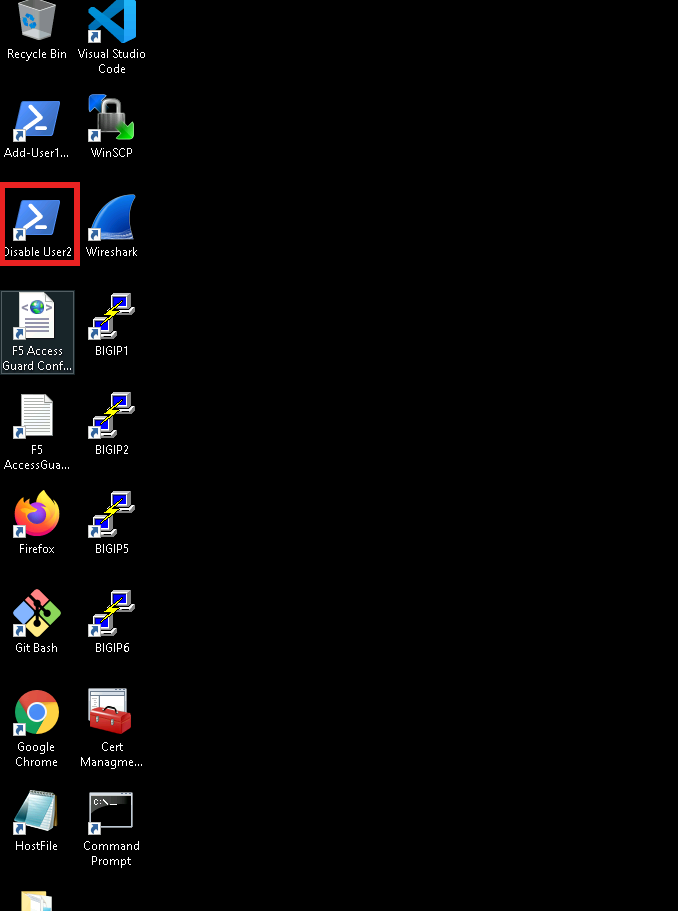 Recycle Bin
Visual Studio
Code
Add-User1...
WinSCP
Disable User2
Wireshark
F5 Access
Guard Conf...
BIGIP1
F5
AccessGua...
BIGIP2
Firefox
BIGIP5
Git Bash
BIGIP6
Google
Chrome
Cert
Managme...
HostFile
C:\._
Command
Prompt